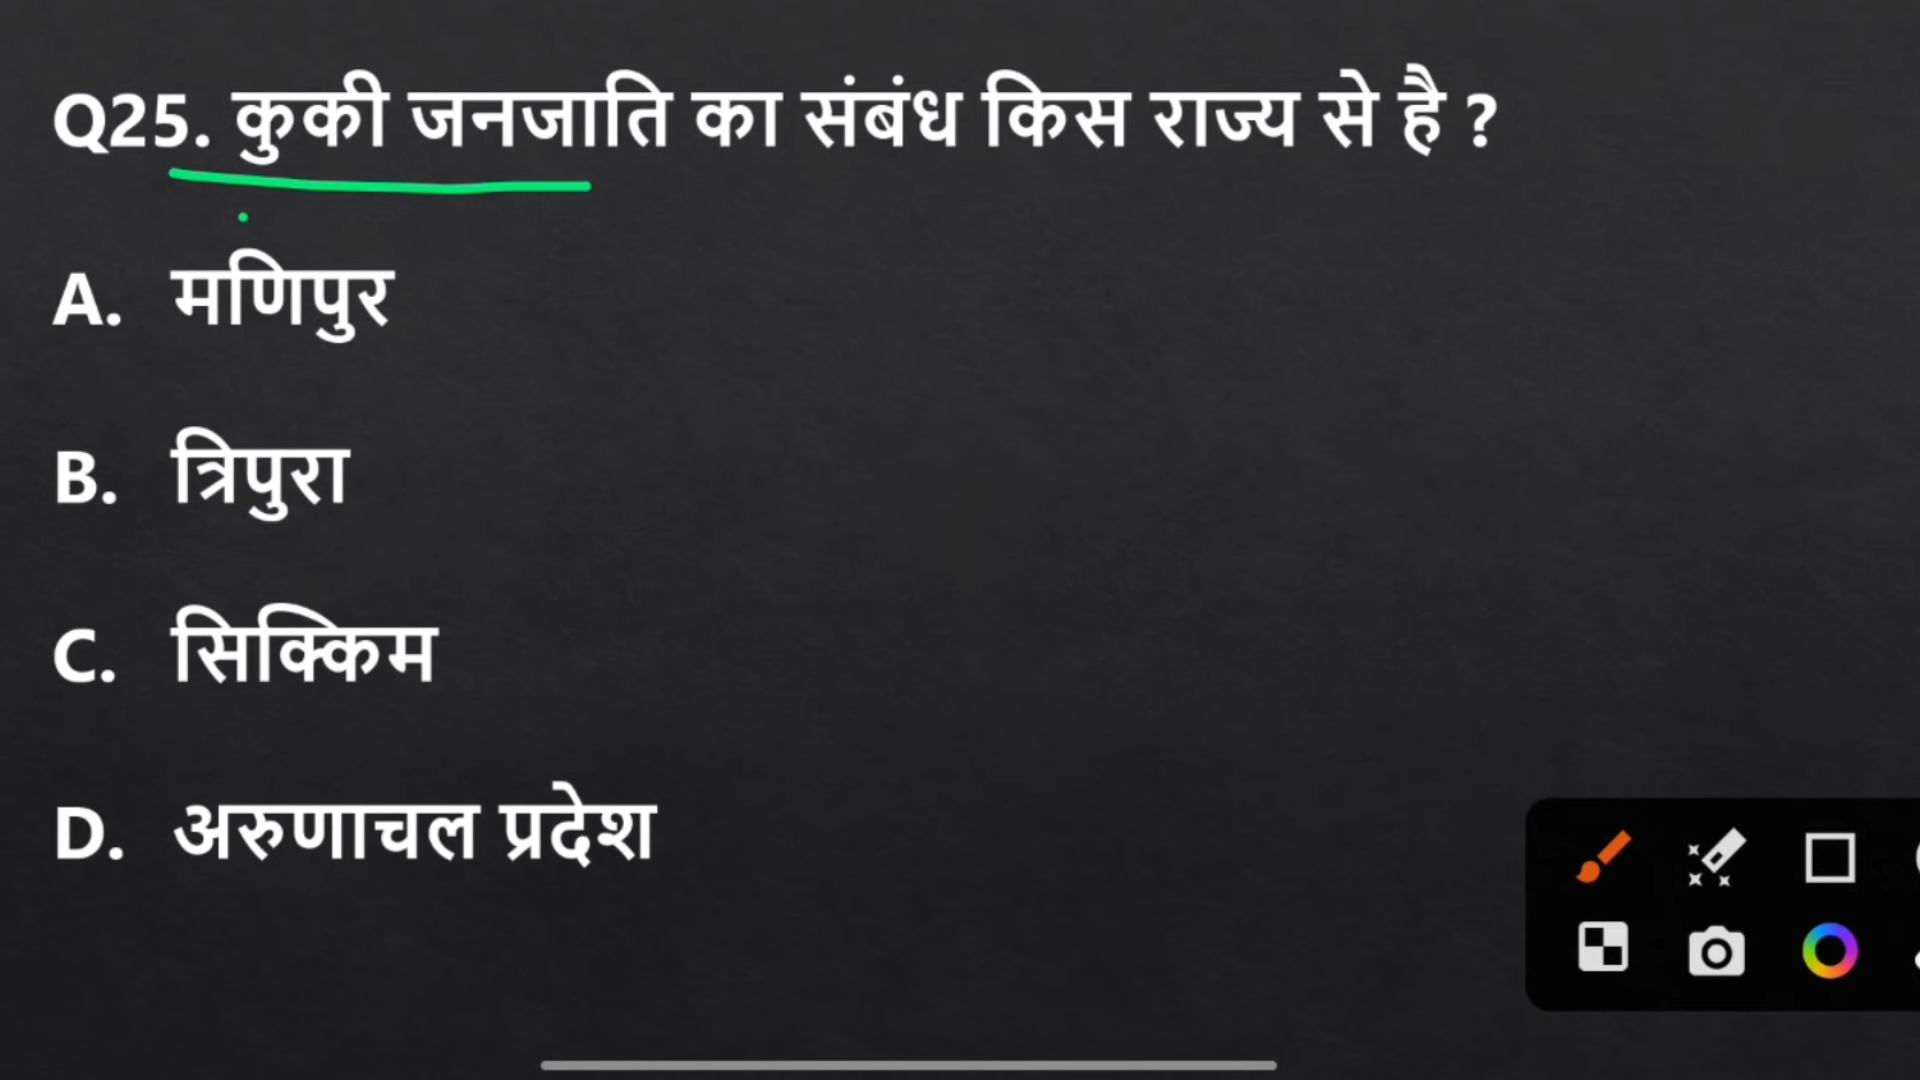 Q25. कुकी जनजाति का संबंध किस राज्य से है ?
A. मणिपुर
B. त्रिपुरा
C. सिक्किम
D. अरुणाचल प्रदेश